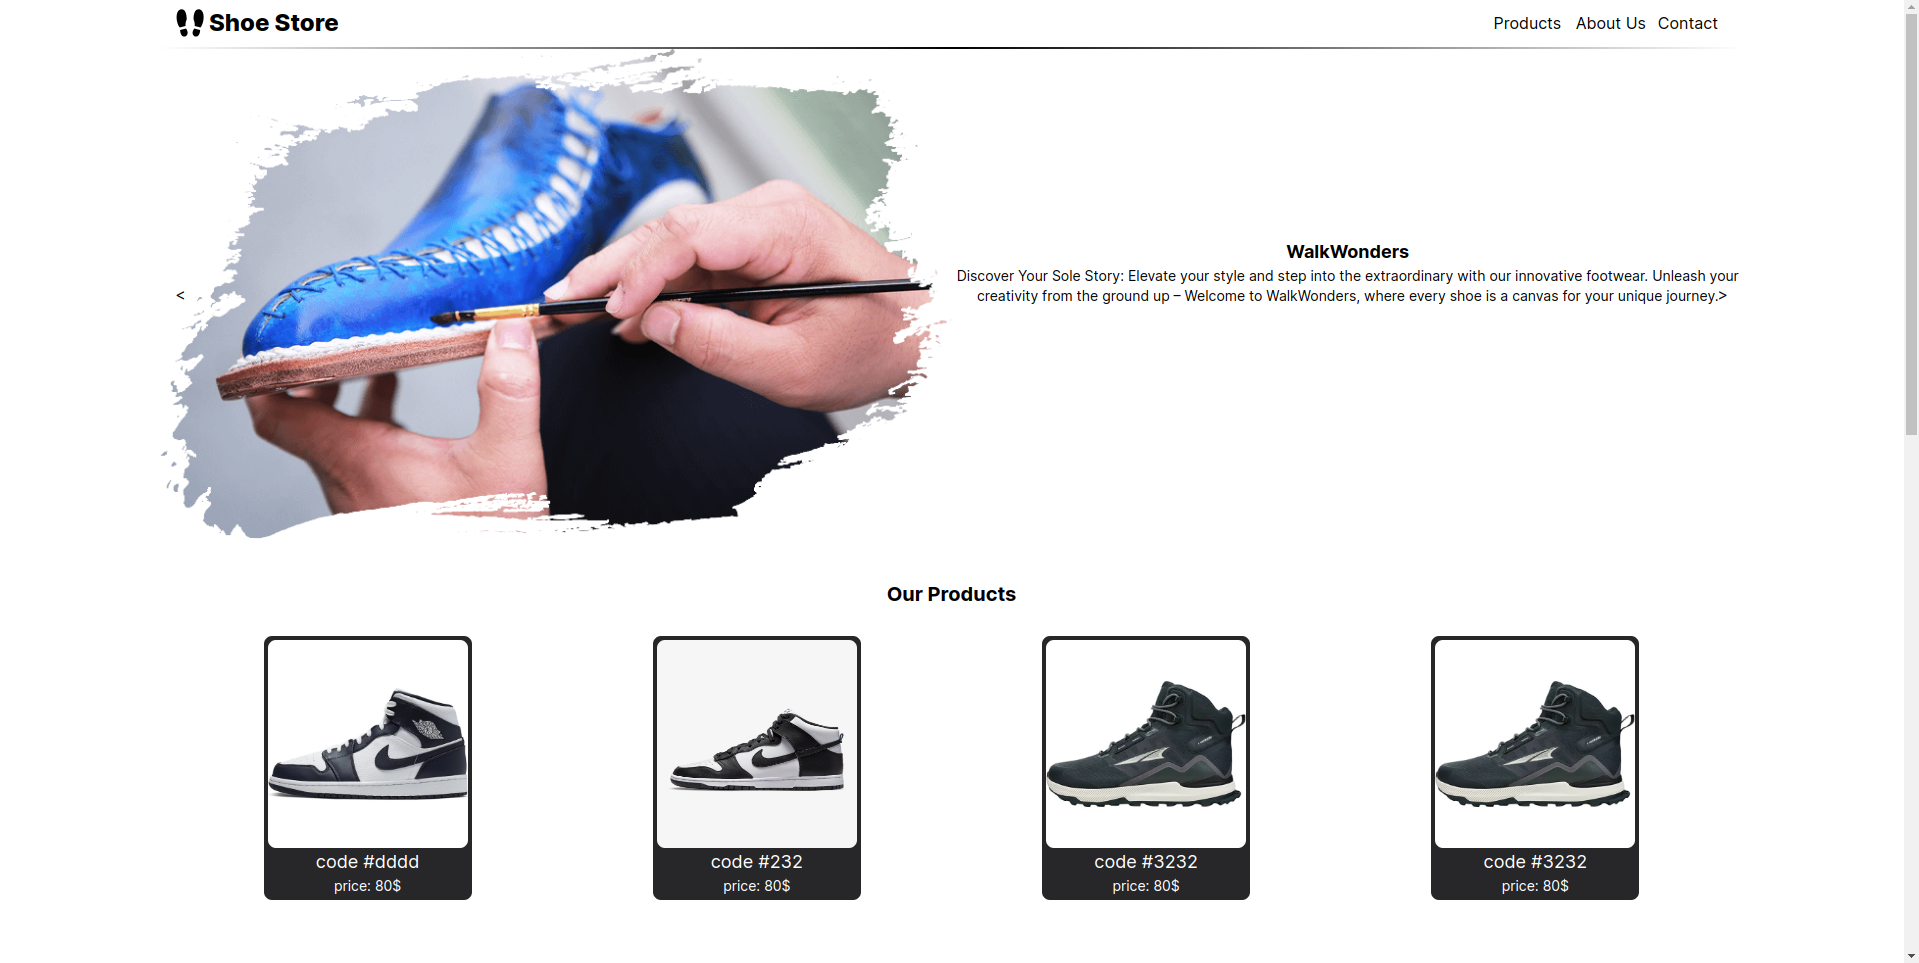 Shoe Store
Products About Us Contact
WalkWonders
Discover Your Sole Story: Elevate your style and step into the extraordinary with our innovative footwear. Unleash your
creativity from the ground up – Welcome to WalkWonders, where every shoe is a canvas for your unique journey.>
<
Our Products
code #dddd
price: 80$
code #232
price: 80$
code #3232
price: 80$
code #3232
price: 80$